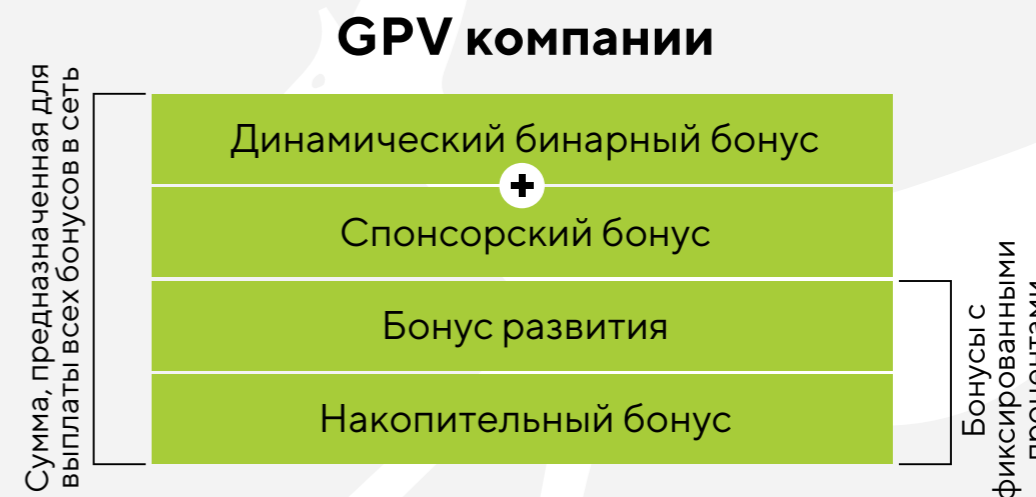 GPV компании
Сумма, предназначенная для
выплаты всех бонусов в сеть
Динамический бинарный бонус
+
Спонсорский бонус
Бонус развития
Накопительный бонус
Бонусы с
фиксированными
процентами